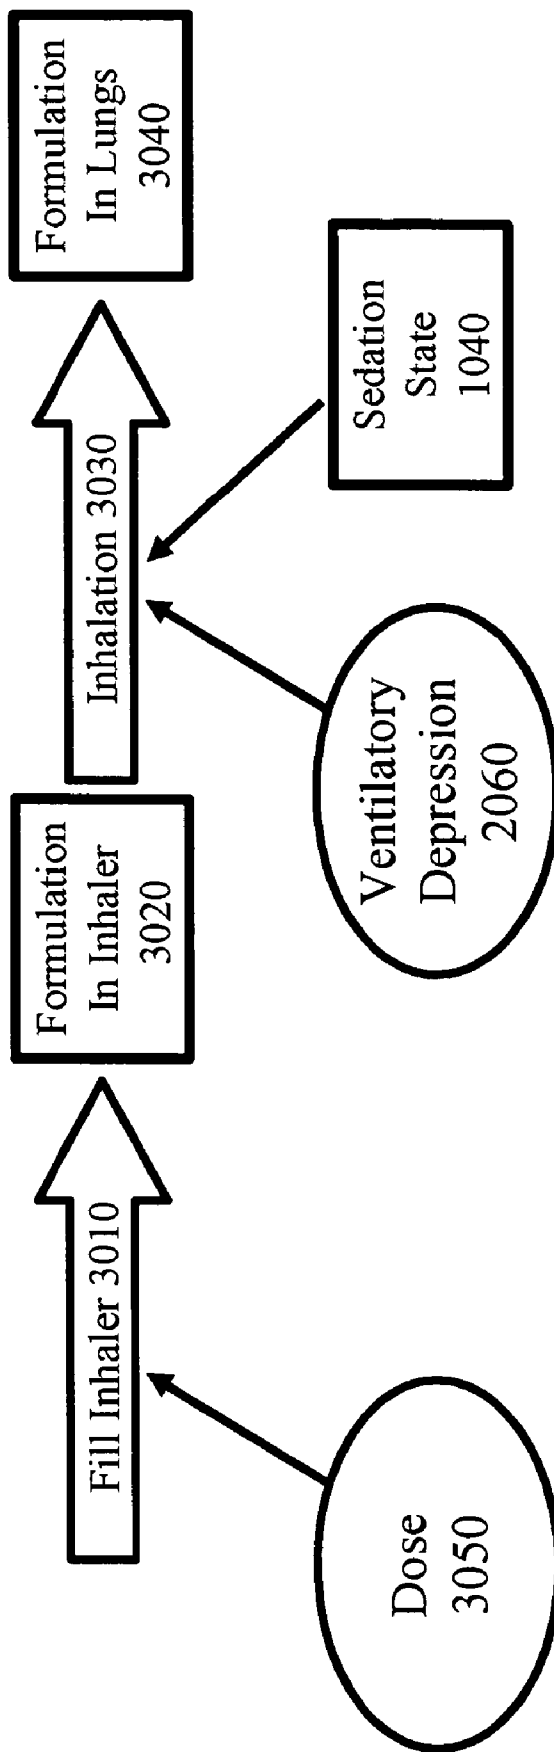 Fill Inhaler 3010
Formulation
In Inhaler
3020
Inhalation 3030
Formulation
In Lungs
3040
Dose
3050
Ventilatory
Depression
2060
Sedation
State
1040